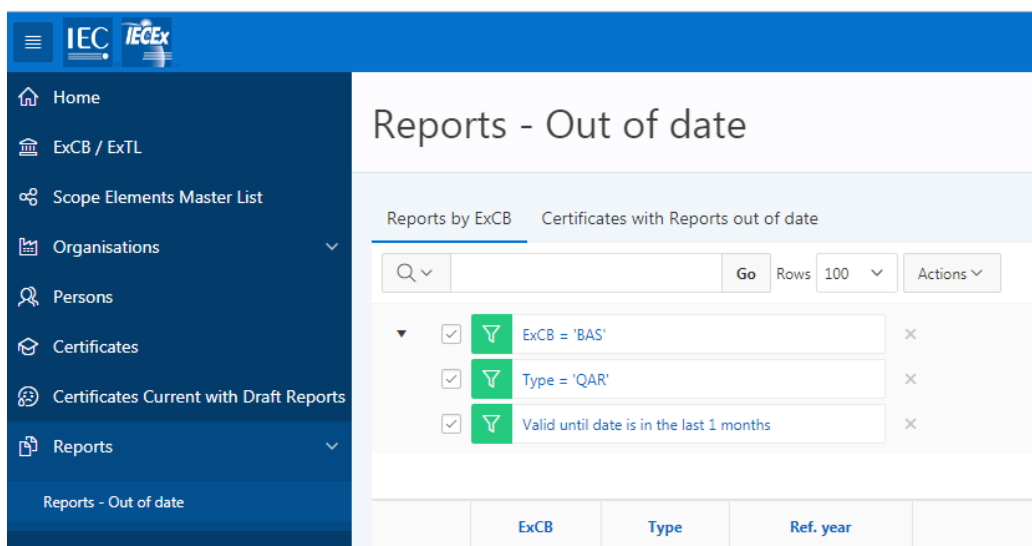 IEC IECEx
Home
ExCB / ExTL
Scope Elements Master List
Organisations
Persons
Certificates
Certificates Current with Draft Reports
Reports
Reports - Out of date
Reports - Out of date
Reports by ExCB Certificates with Reports out of date
Go Rows 100 Actions
ExCB = 'BAS'
Type = 'QAR'
Valid until date is in the last 1 months
ExCB Type Ref. year